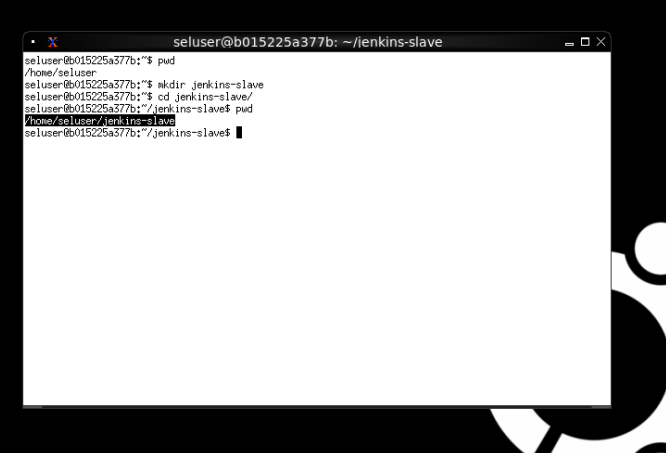 seluser@b015225a377b: ~/jenkins-slave
seluser@b015225a377b:~$ pwd
/home/seluser
seluser@b015225a377b:~$ mkdir jenkins-slave
seluser@b015225a377b:~$ cd jenkins-slave/
seluser@b015225a377b:~/jenkins-slave$ pwd
/home/seluser/jenkins-slave
seluser@b015225a377b:~/jenkins-slave$